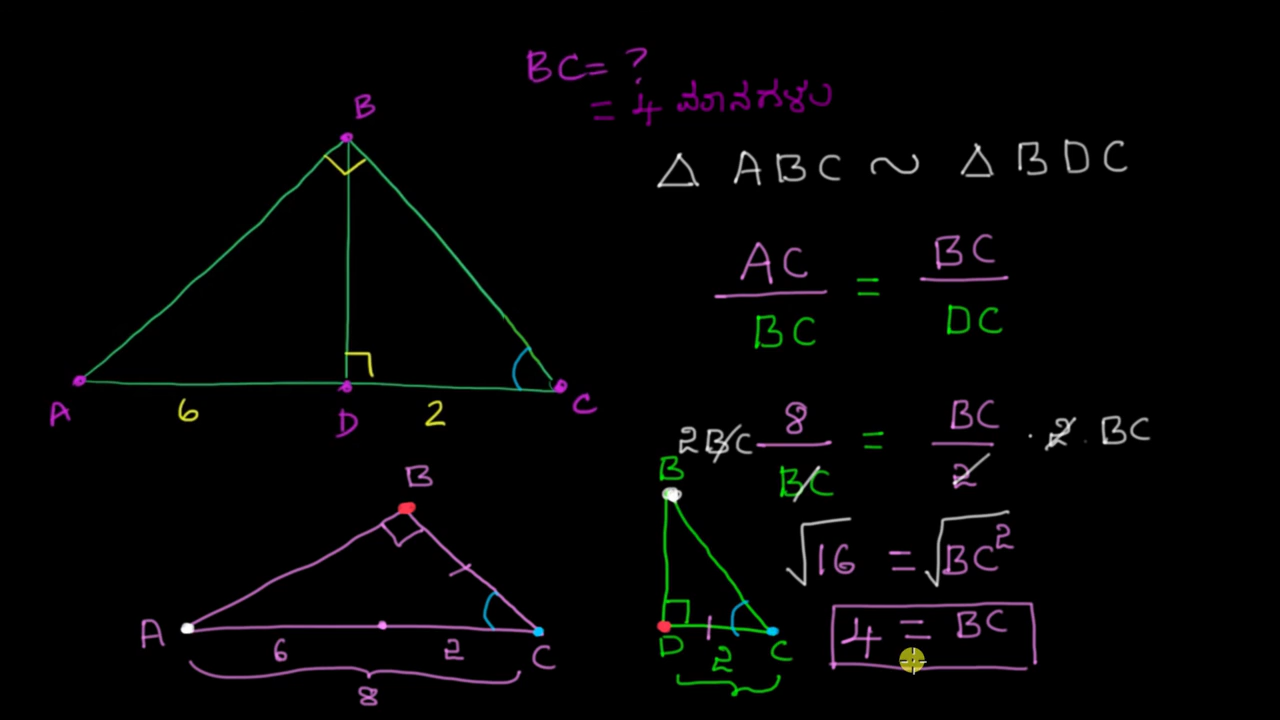 BC = ?
= 4 ಮಾನಗಳು
B
△ ABC ~ △ BDC
AC/BC = BC/DC
A 6 D 2 C
2BC 8/BC = BC/2 · 2 · BC
B
A 6 2 C
8
B
D 2 C
√16 = √BC²
4 = BC